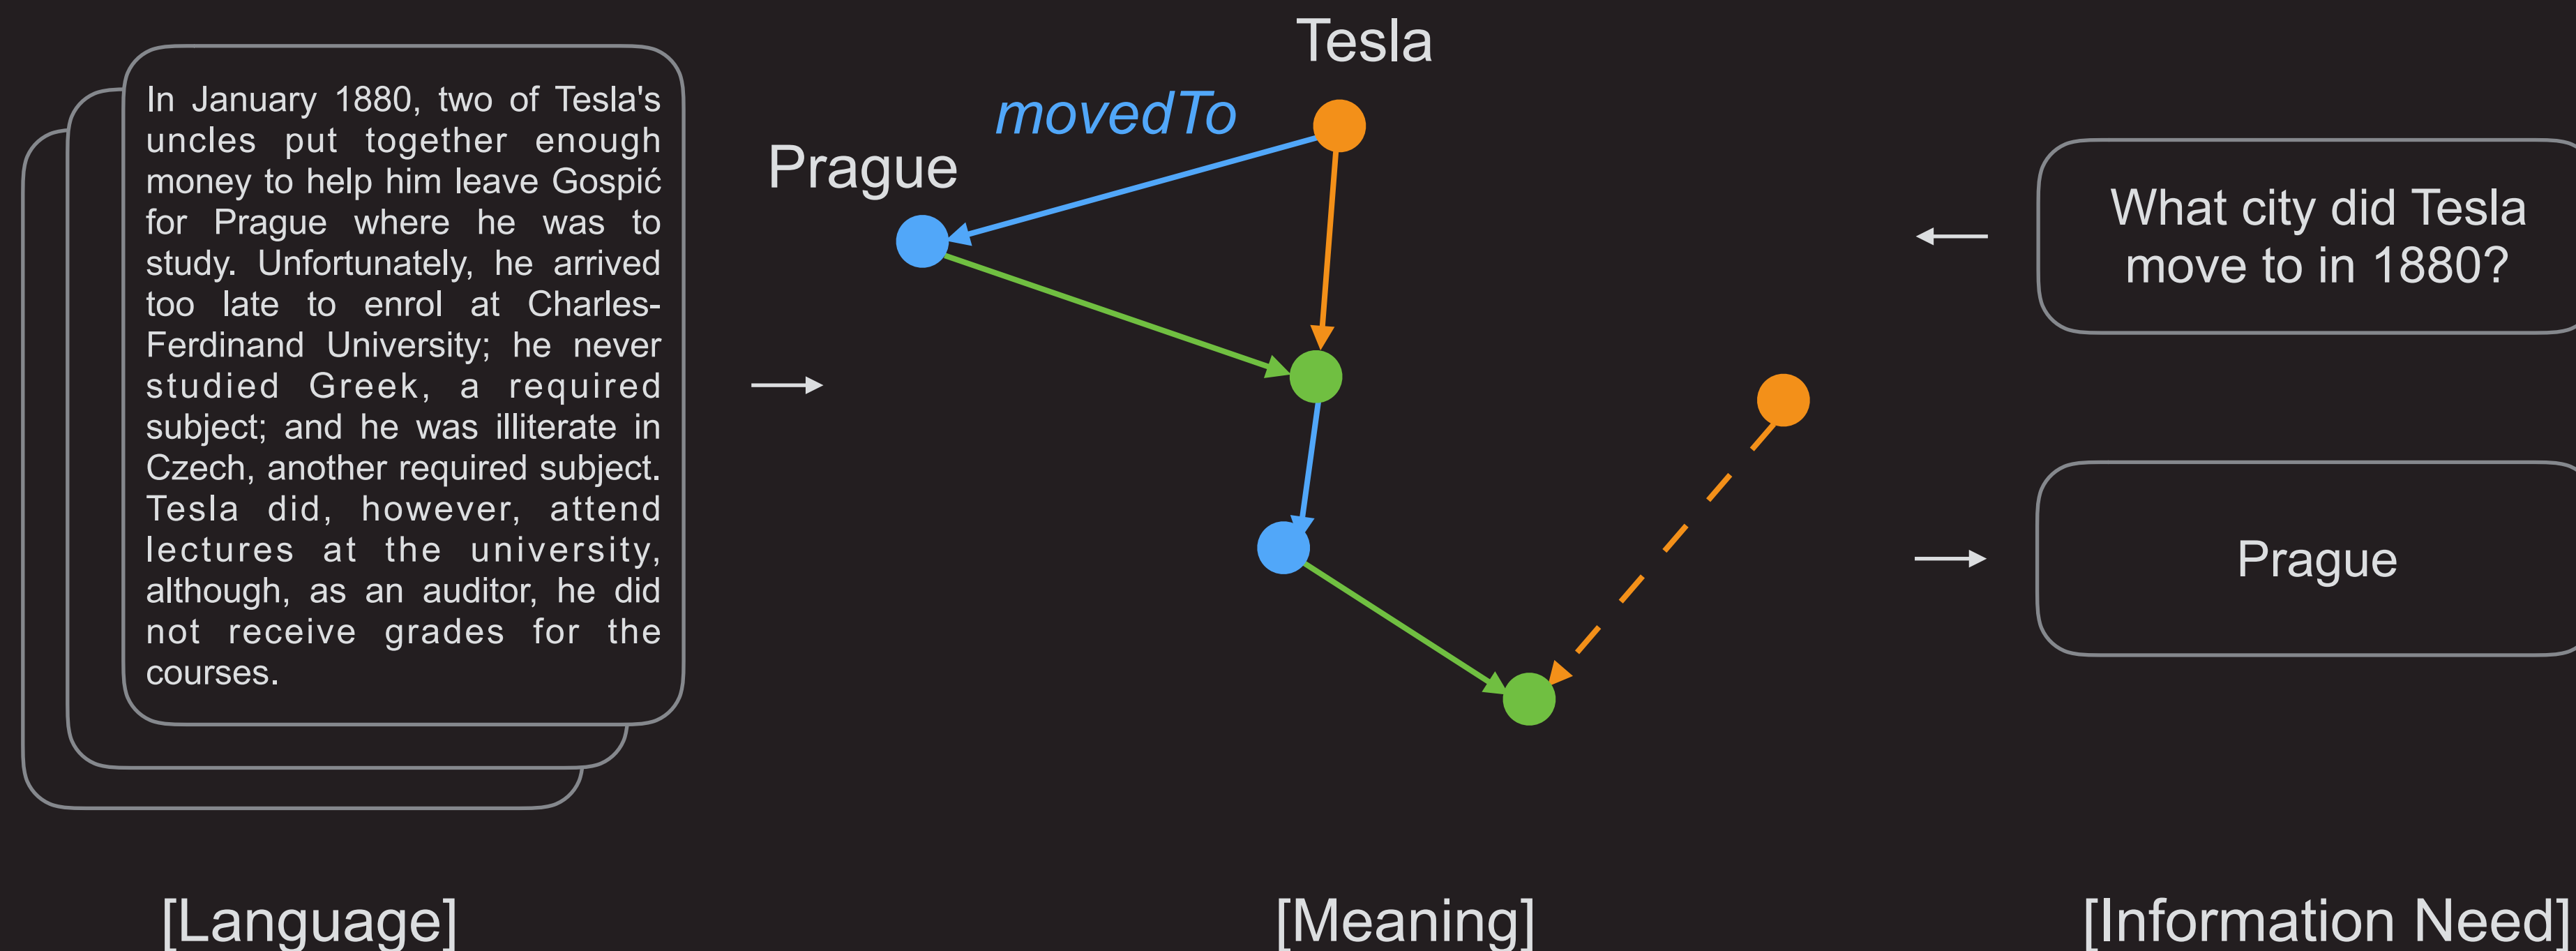 In January 1880, two of Tesla's
uncles put together enough
money to help him leave Gospić
for Prague where he was to
study. Unfortunately, he arrived
too late to enrol at Charles-
Ferdinand University; he never
studied Greek, a required
subject; and he was illiterate in
Czech, another required subject.
Tesla did, however, attend
lectures at the university,
although, as an auditor, he did
not receive grades for the
courses.
[Language]
Tesla
movedTo
Prague
[Meaning]
What city did Tesla
move to in 1880?
Prague
[Information Need]